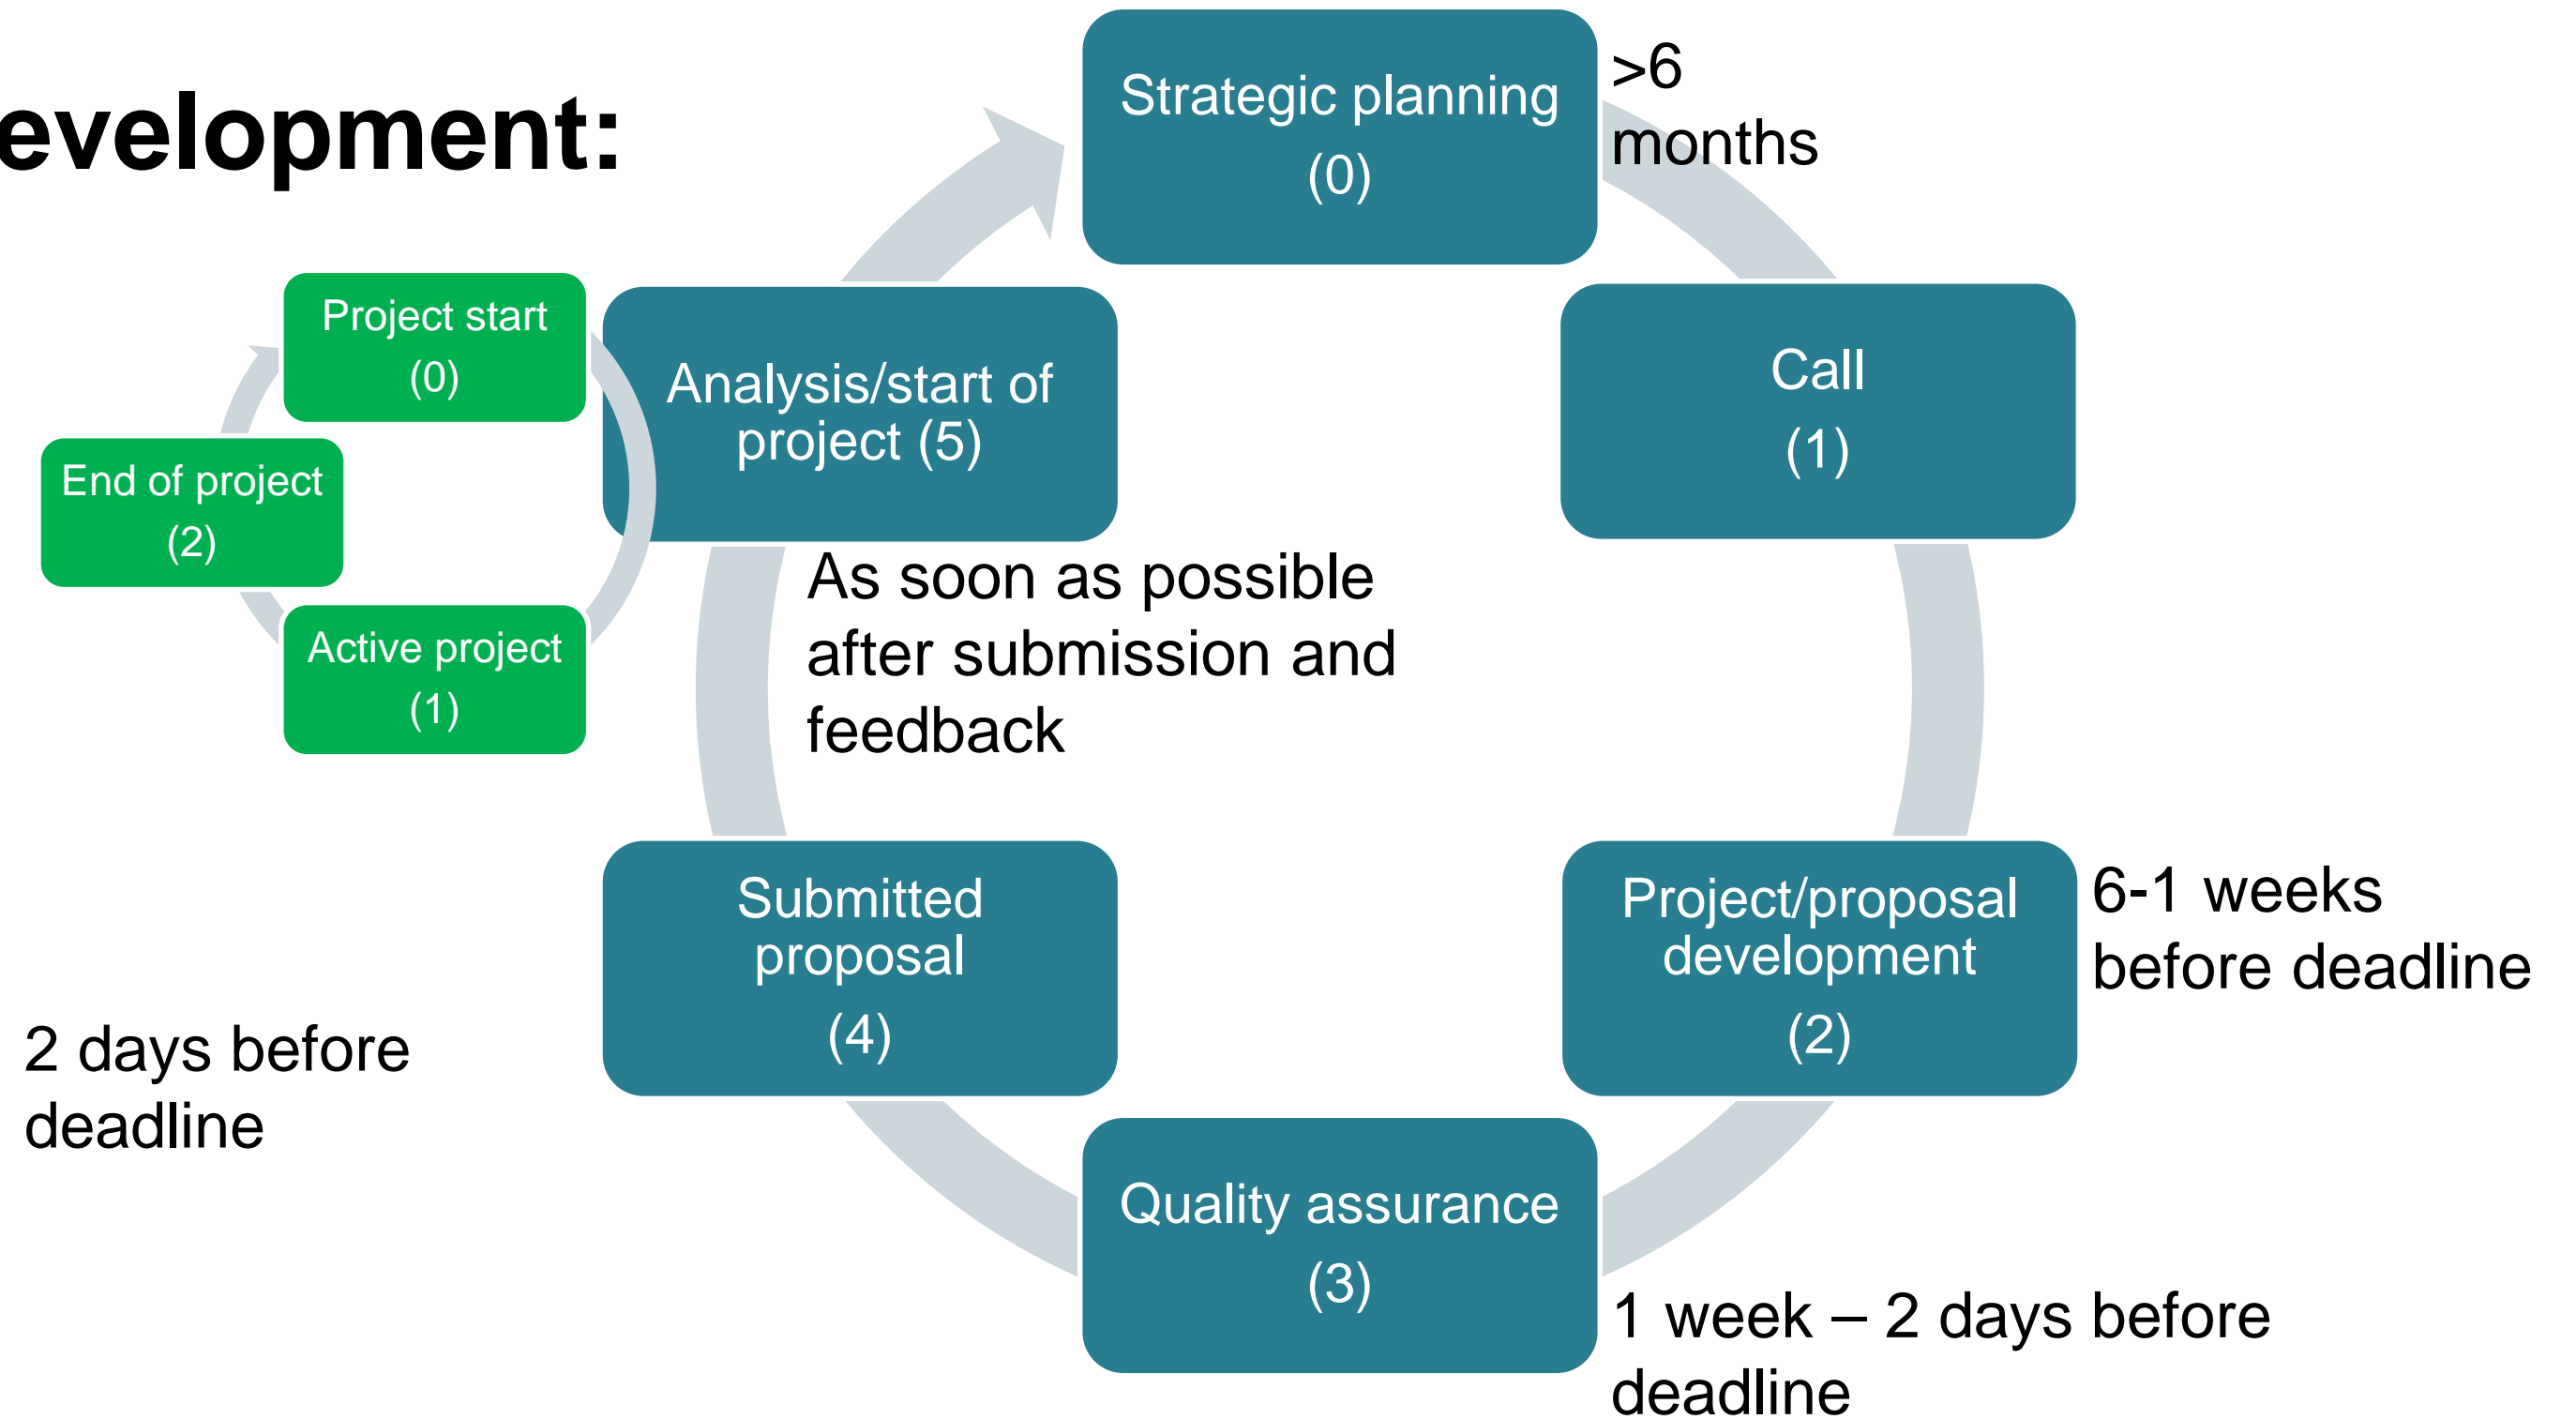 evelopment:
Strategic planning
(0)
>6
months
Call
(1)
Project/proposal
development
(2)
6-1 weeks
before deadline
Quality assurance
(3)
1 week – 2 days before
deadline
Submitted
proposal
(4)
2 days before
deadline
Analysis/start of
project (5)
As soon as possible
after submission and
feedback
Project start
(0)
Active project
(1)
End of project
(2)